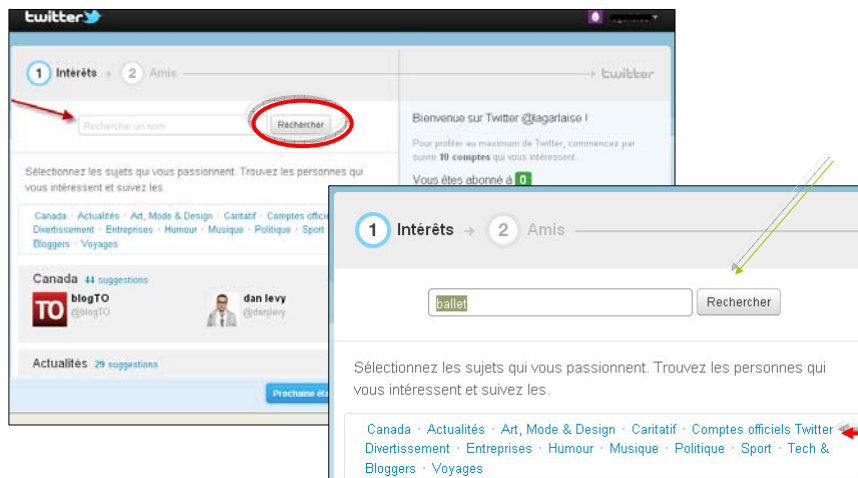 twitter
1 Intérêts → 2 Amis
twitter
Rechercher un nom
Rechercher
Sélectionnez les sujets qui vous passionnent. Trouvez les personnes qui
vous intéressent et suivez les
Canada · Actualités · Art, Mode & Design · Caritatif · Comptes offici
Divertissement · Entreprises · Humour · Musique · Politique · Sport
Bloggers · Voyages
Canada 44 suggestions
TO
blogTO
@blogTO
dan levy
@danjlevy
Actualités 29 suggestions
Prochaine éta
Bienvenue sur Twitter @lagarlaise !
Pour profiter au maximum de Twitter, commencez par
suivre 10 comptes qui vous intéressent.
Vous êtes abonné à 0
1 Intérêts → 2 Amis
ballet
Rechercher
Sélectionnez les sujets qui vous passionnent. Trouvez les personnes qui
vous intéressent et suivez les.
Canada · Actualités · Art, Mode & Design · Caritatif · Comptes officiels Twitter
Divertissement · Entreprises · Humour · Musique · Politique · Sport · Tech &
Bloggers · Voyages